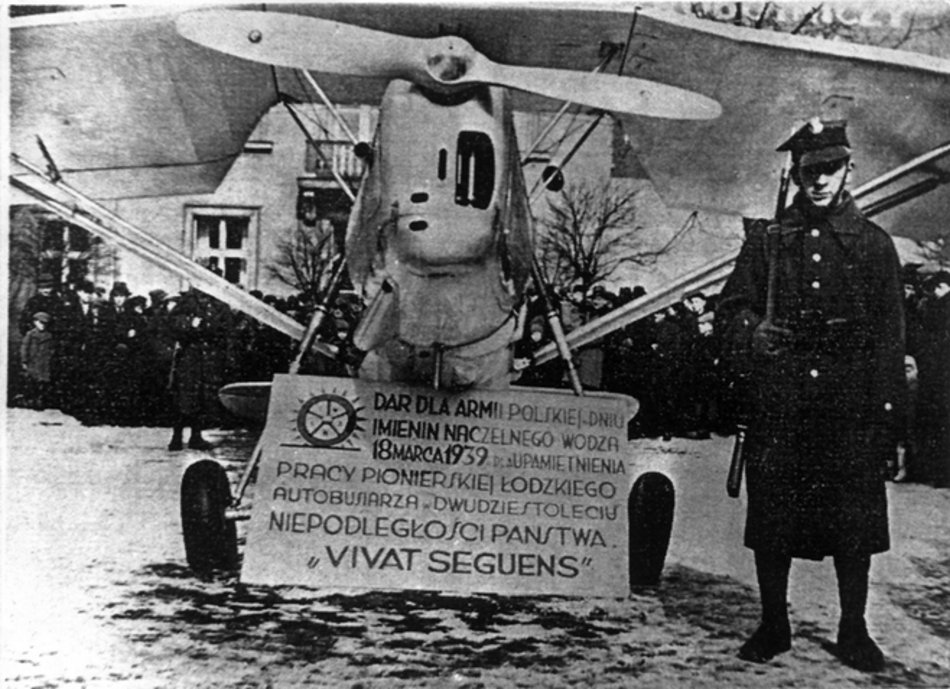 DAR DLA ARMII POLSKIEJ W DNIU
IMIENIN NACZELNEGO WODZA
18 MARCA 1939 DLA UPAMIĘTNIENIA
PRACY PIONIERSKIEJ ŁODZKIEGO
AUTOBUSIARZA W DWUDZIESTOLECIU
NIEPODLEGŁOŚCI PAŃSTWA.
„VIVAT SEGUENS"